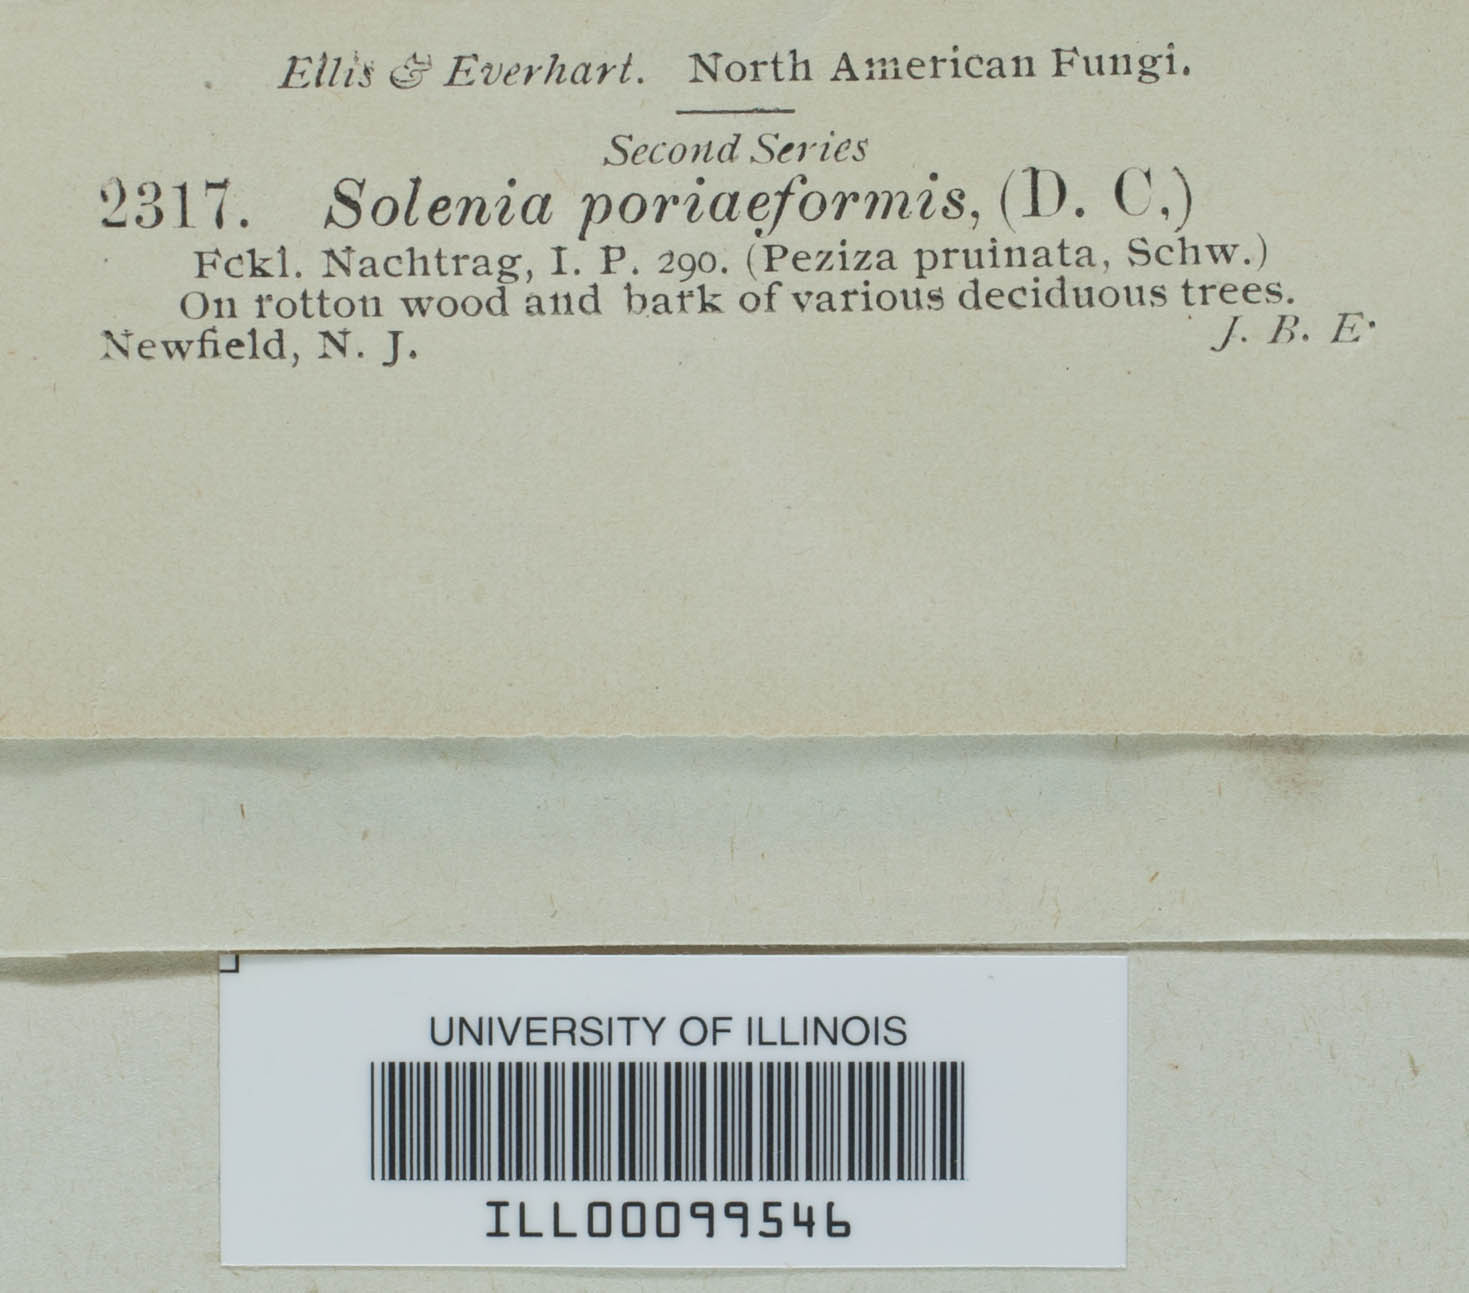 Ellis & Everhart. North American Fungi.
Second Series
2317. Solenia poriaeformis, (D. C,)
Fckl. Nachtrag, I. P. 290. (Peziza pruinata, Schw.)
On rotton wood and bark of various deciduous trees.
Newfield, N. J. J. B. E.
UNIVERSITY OF ILLINOIS
ILL00099546